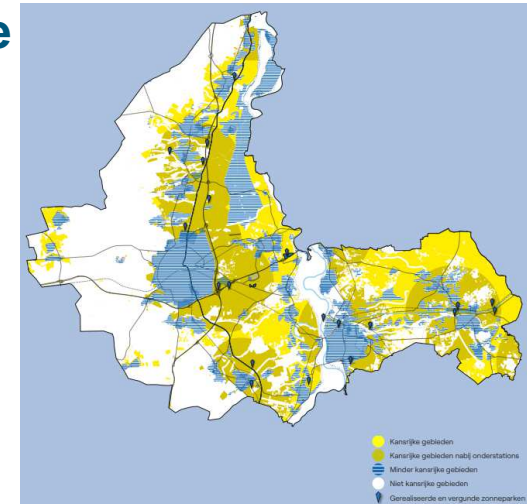 e
Kansrijke gebieden
Kansrijke gebieden nabij onderstations
Minder kansrijke gebieden
Niet kansrijke gebieden
Gerealiseerde en vergunde zonneparken